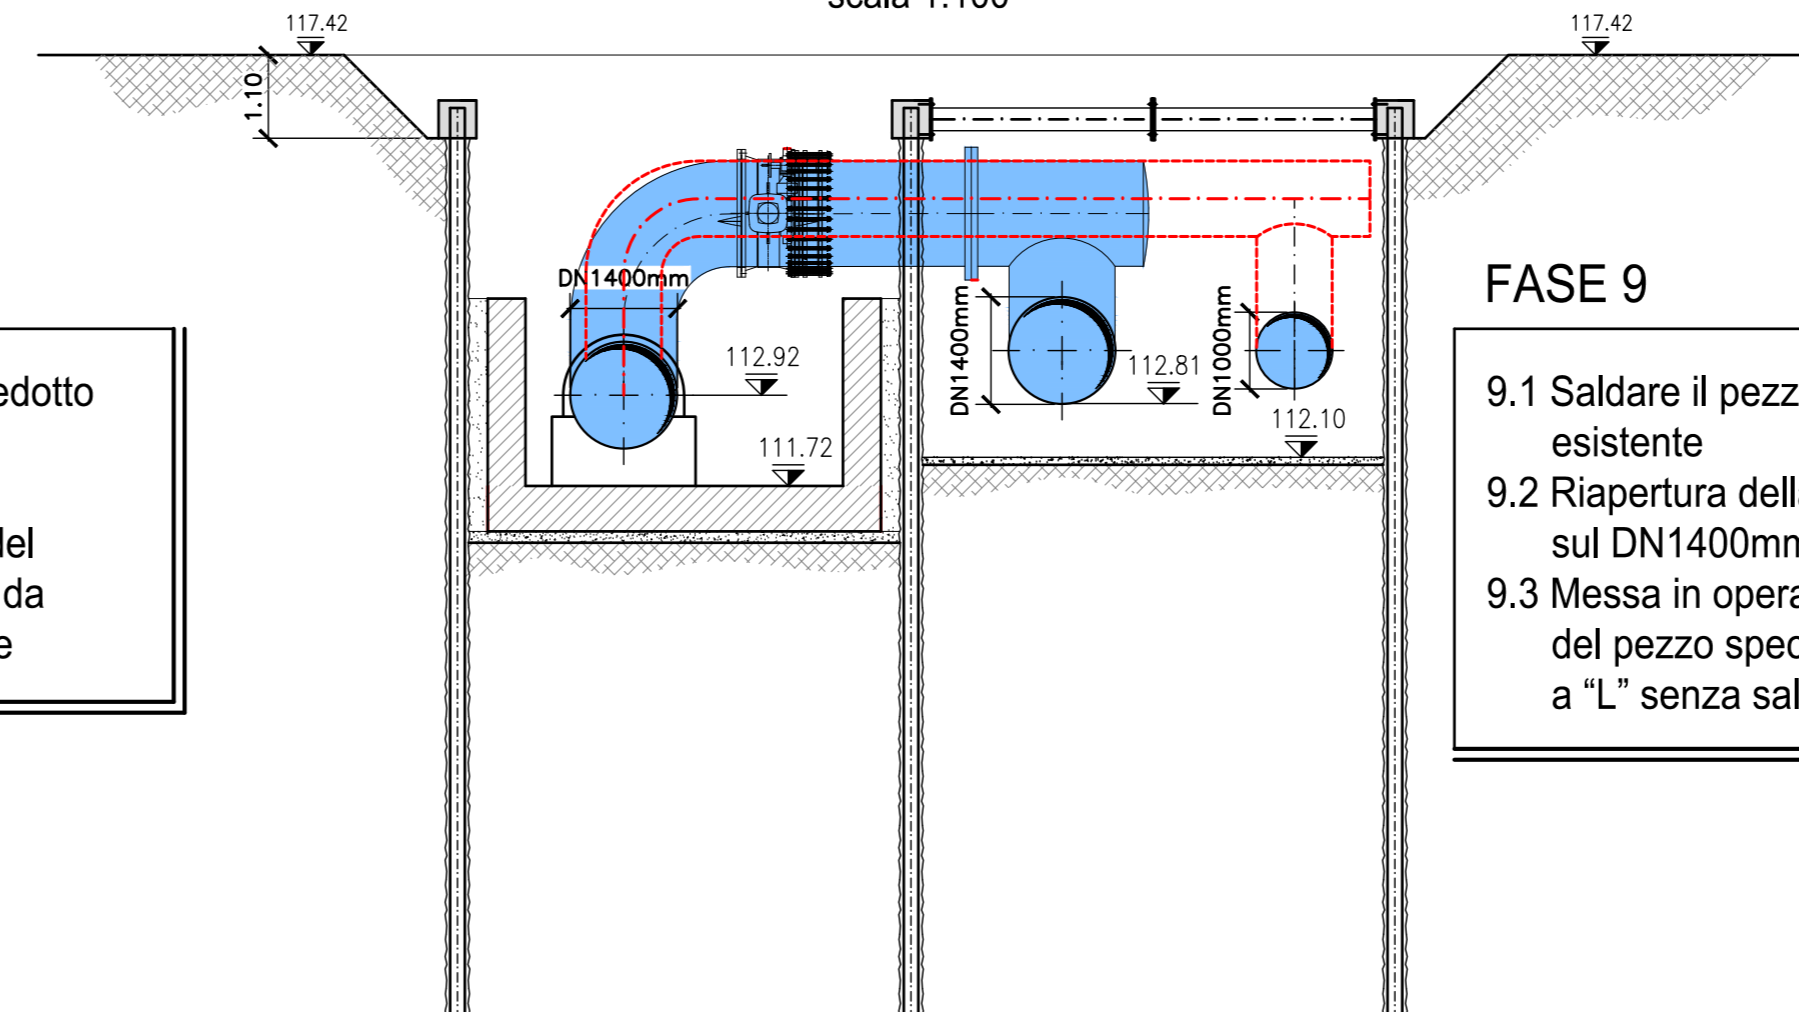 scala 1:100
117.42
117.42
1.10
DN1400mm
DN1400mm
DN1000mm
112.92
112.81
111.72
112.10
edotto
del
da
e
FASE 9
9.1 Saldare il pezz
esistente
9.2 Riapertura della
sul DN1400mm
9.3 Messa in opera
del pezzo spec
a “L” senza sal